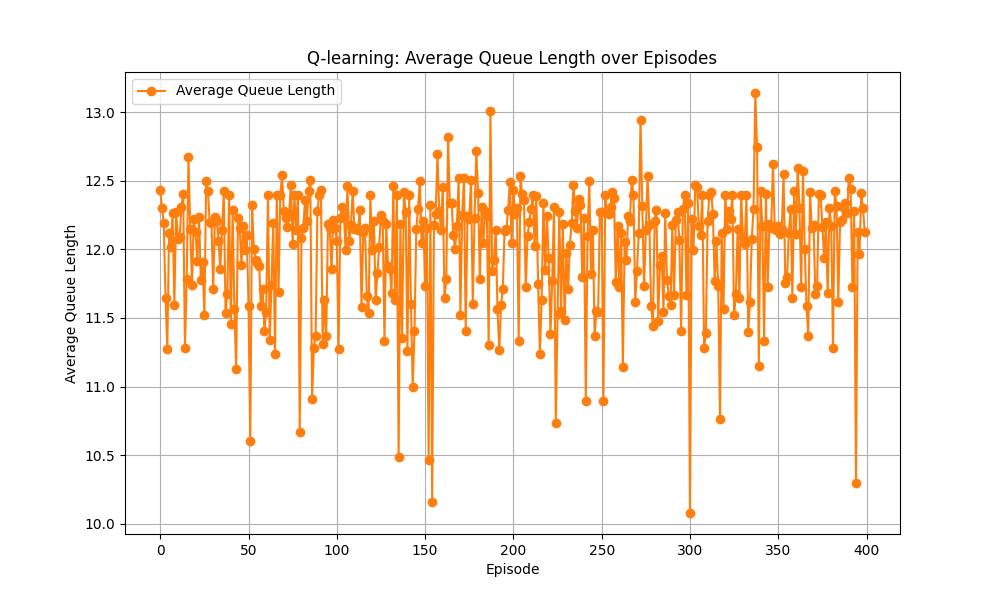 Q-learning: Average Queue Length over Episodes
Average Queue Length
13.0
12.5
12.0
11.5
11.0
10.5
10.0
Average Queue Length
0 50 100 150 200 250 300 350 400
Episode